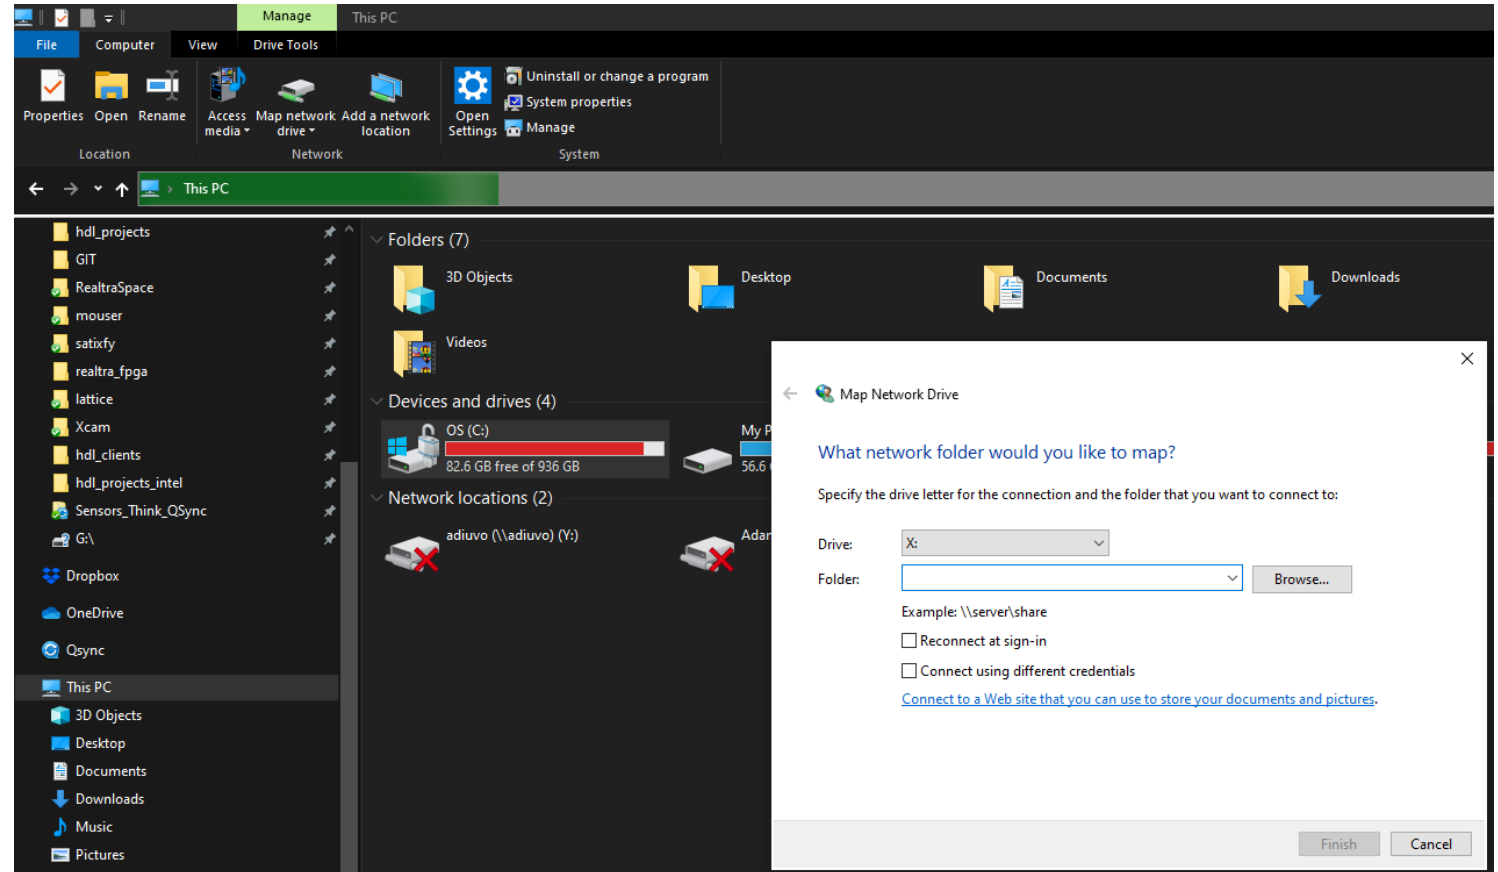 Manage
This PC
File
Computer
View
Drive Tools
Properties
Open
Rename
Access media
Map network drive
Add a network location
Open Settings
Uninstall or change a program
System properties
Manage
Location
Network
System
This PC
hdl_projects
GIT
RealtraSpace
mouser
satixfy
realtra_fpga
lattice
Xcam
hdl_clients
hdl_projects_intel
Sensors_Think_QSync
G:\
Dropbox
OneDrive
Qsync
This PC
3D Objects
Desktop
Documents
Downloads
Music
Pictures
Folders (7)
3D Objects
Desktop
Documents
Downloads
Videos
Devices and drives (4)
OS (C:)
82.6 GB free of 936 GB
My P
56.6
Network locations (2)
adiuvo (\\adiuvo) (Y:)
Adar
Map Network Drive
What network folder would you like to map?
Specify the drive letter for the connection and the folder that you want to connect to:
Drive:
X:
Folder:
Browse...
Example: \\server\share
Reconnect at sign-in
Connect using different credentials
Connect to a Web site that you can use to store your documents and pictures.
Finish
Cancel